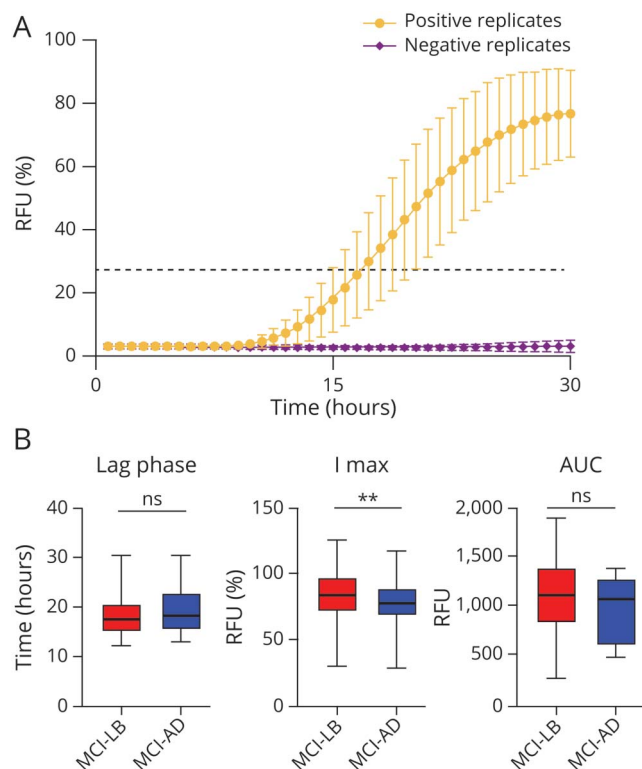 A
Positive replicates
Negative replicates
RFU (%)
100
80
60
40
20
0
0 15 30
Time (hours)
B
Lag phase
ns
Time (hours)
40
30
20
10
0
MCI-LB MCI-AD
I max
**
RFU (%)
150
100
50
0
MCI-LB MCI-AD
AUC
ns
RFU
2,000
1,500
1,000
500
0
MCI-LB MCI-AD